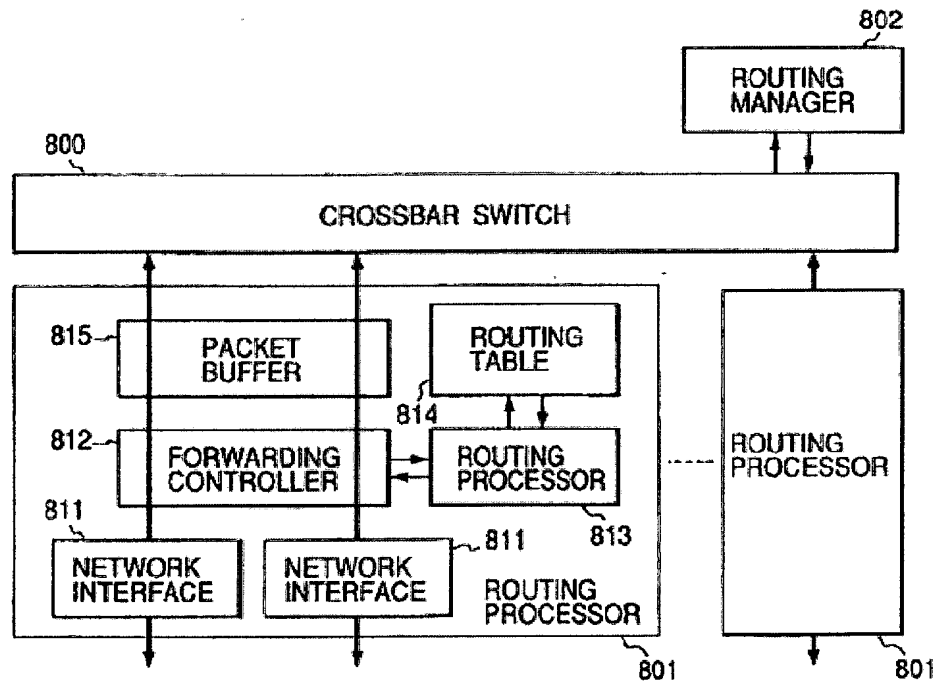 802
ROUTING
MANAGER
800
CROSSBAR SWITCH
815
PACKET
BUFFER
ROUTING
TABLE
814
812
FORWARDING
CONTROLLER
ROUTING
PROCESSOR
813
ROUTING
PROCESSOR
811
NETWORK
INTERFACE
811
NETWORK
INTERFACE
ROUTING
PROCESSOR
801
801